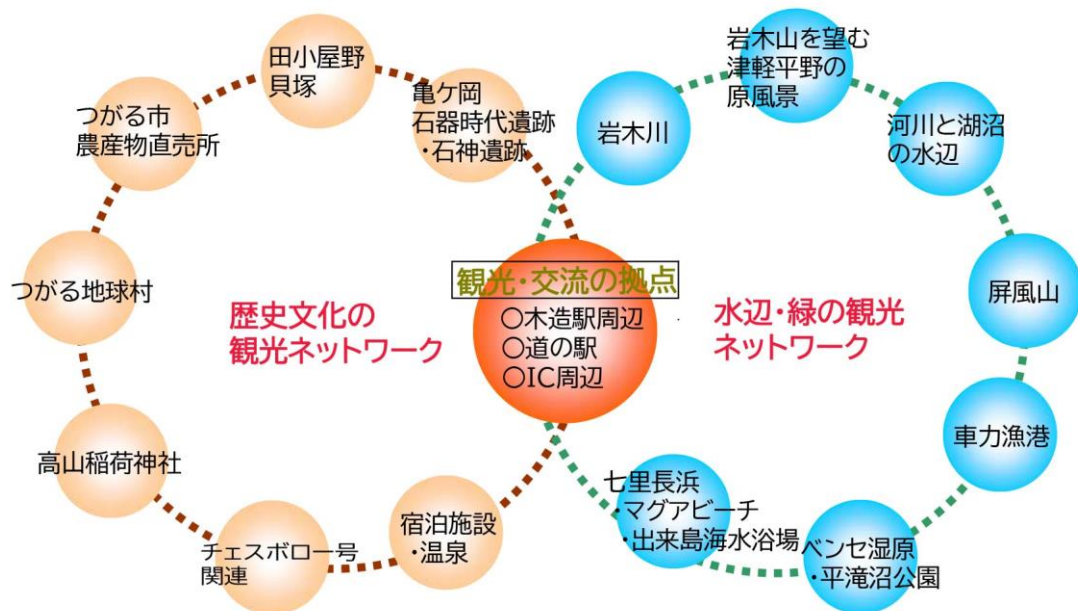 田小屋野
貝塚
亀ケ岡
石器時代遺跡
・石神遺跡
つがる市
農産物直売所
つがる地球村
高山稲荷神社
チェスボロー号
関連
宿泊施設
・温泉
歴史文化の
観光ネットワーク
観光・交流の拠点
○木造駅周辺
○道の駅
○IC周辺
水辺・緑の観光
ネットワーク
岩木川
岩木山を望む
津軽平野の
原風景
河川と湖沼
の水辺
屏風山
車力漁港
ベンセ湿原
・平滝沼公園
七里長浜
・マグアビーチ
・出来島海水浴場